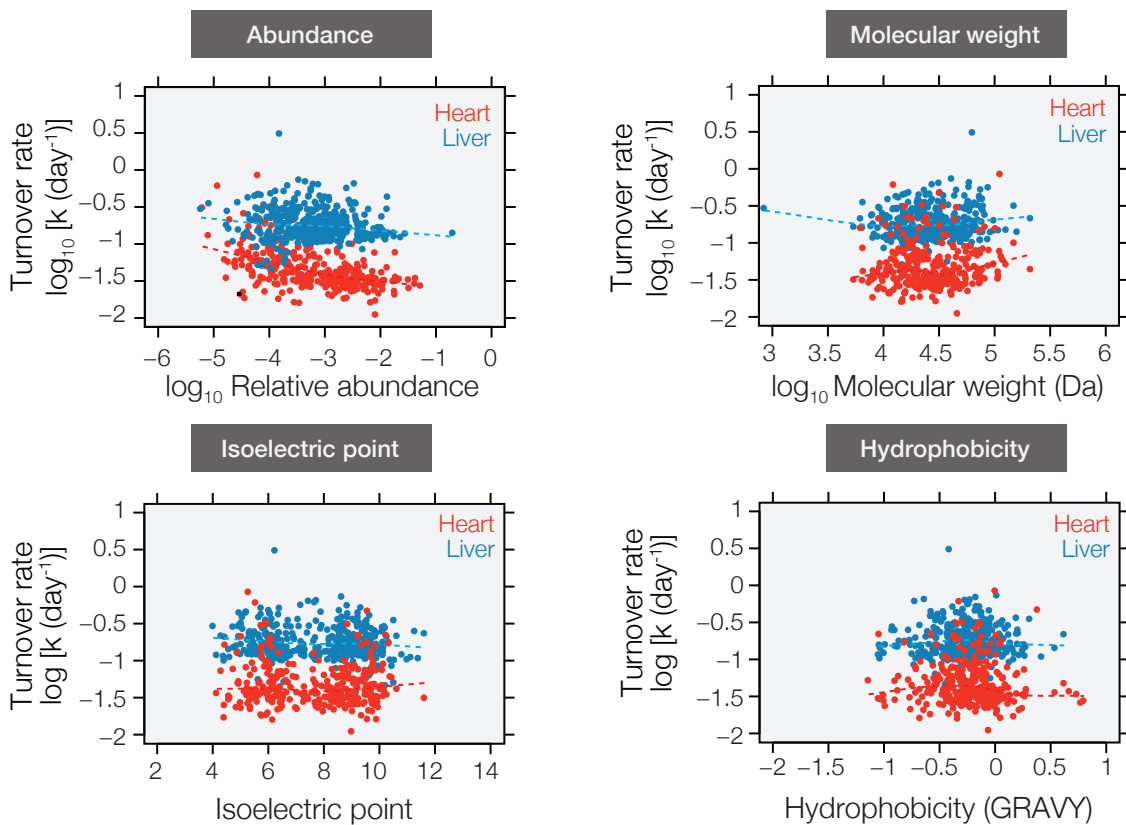 Abundance
Turnover rate
log10 [k (day-1)]
1
0.5
0
−0.5
−1
−1.5
−2
Heart
Liver
−6 −5 −4 −3 −2 −1 0
log10 Relative abundance
Molecular weight
Turnover rate
log10 [k (day-1)]
1
0.5
0
−0.5
−1
−1.5
−2
Heart
Liver
3 3.5 4 4.5 5 5.5 6
log10 Molecular weight (Da)
Isoelectric point
Turnover rate
log [k (day-1)]
1
0.5
0
−0.5
−1
−1.5
−2
Heart
Liver
2 4 6 8 10 12 14
Isoelectric point
Hydrophobicity
Turnover rate
log [k (day-1)]
1
0.5
0
−0.5
−1
−1.5
−2
Heart
Liver
−2 −1.5 −1 −0.5 0 0.5 1
Hydrophobicity (GRAVY)